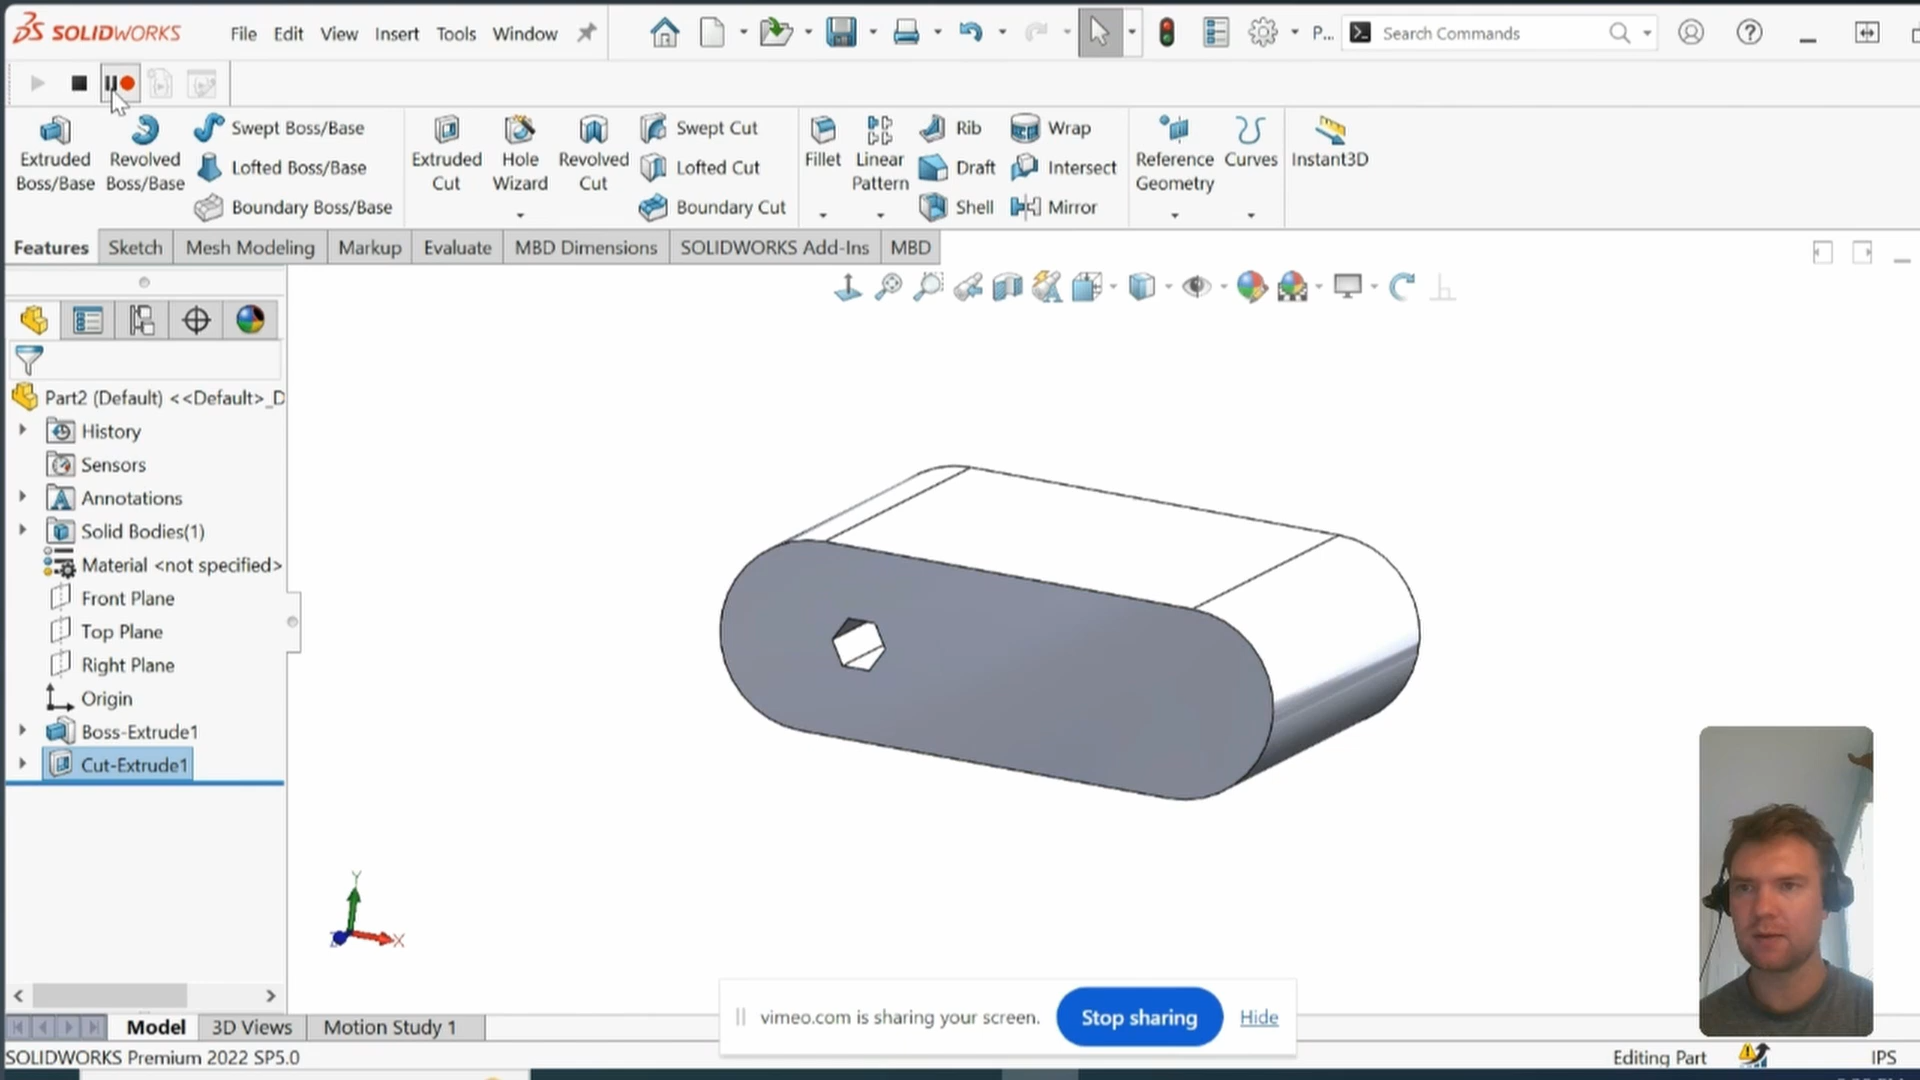 SOLIDWORKS File Edit View Insert Tools Window P... Search Commands
Extruded Boss/Base
Revolved Boss/Base
Swept Boss/Base
Lofted Boss/Base
Boundary Boss/Base
Extruded Cut
Hole Wizard
Revolved Cut
Swept Cut
Lofted Cut
Boundary Cut
Fillet
Linear Pattern
Rib
Draft
Shell
Wrap
Intersect
Mirror
Reference Geometry
Curves
Instant3D
Features Sketch Mesh Modeling Markup Evaluate MBD Dimensions SOLIDWORKS Add-Ins MBD
Part2 (Default) <<Default>_D
History
Sensors
Annotations
Solid Bodies(1)
Material <not specified>
Front Plane
Top Plane
Right Plane
Origin
Boss-Extrude1
Cut-Extrude1
Y
X
vimeo.com is sharing your screen. Stop sharing Hide
Model 3D Views Motion Study 1
SOLIDWORKS Premium 2022 SP5.0 Editing Part IPS